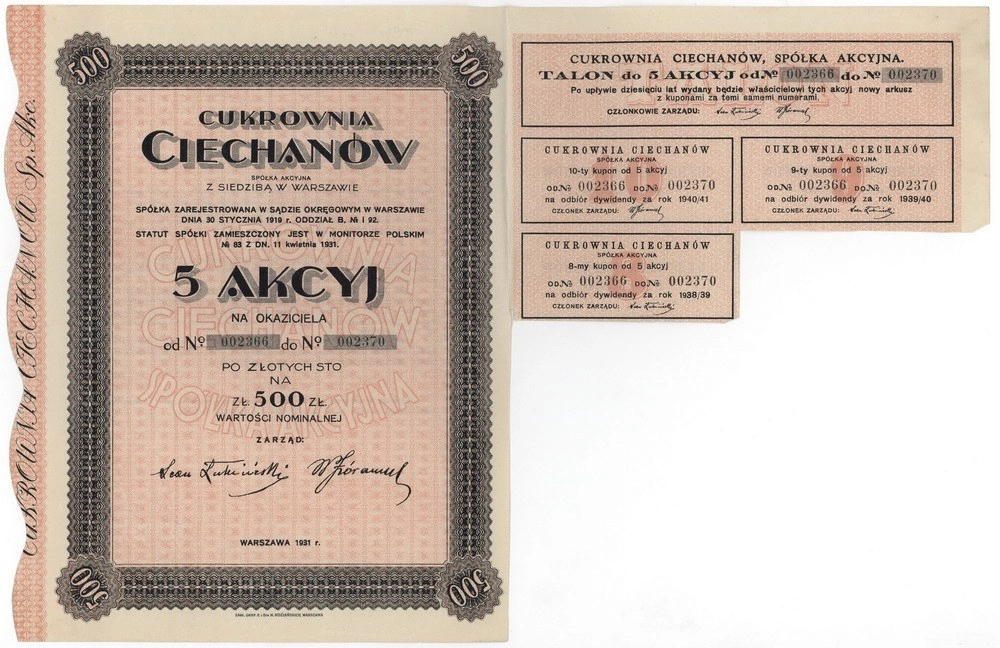 CUKROWNIA CIECHANÓW Sp. Akc.
500
500
CUKROWNIA
CIECHANÓW
SPÓŁKA AKCYJNA
Z SIEDZIBĄ W WARSZAWIE
SPÓŁKA ZAREJESTROWANA W SĄDZIE OKRĘGOWYM W WARSZAWIE
DNIA 30 STYCZNIA 1919 r. ODDZIAŁ B. № I 92.
STATUT SPÓŁKI ZAMIESZCZONY JEST W MONITORZE POLSKIM
№ 83 Z DN. 11 kwietnia 1931.
CUKROWNIA
5 AKCYJ
NA OKAZICIELA
CIECHANÓW
od № 002366 do № 002370
PO ZŁOTYCH STO
NA
SPÓŁKA AKCYJNA
ZŁ. 500 ZŁ.
WARTOŚCI NOMINALNEJ
ZARZĄD:
WARSZAWA 1931 r.
500
500
CUKROWNIA CIECHANÓW, SPÓŁKA AKCYJNA.
TALON do 5 AKCYJ od № 002366 do № 002370
Po upływie dziesięciu lat wydany będzie właścicielowi tych akcyj nowy arkusz
z kuponami za temi samemi numerami.
CZŁONKOWIE ZARZĄDU:
CUKROWNIA CIECHANÓW
SPÓŁKA AKCYJNA
10-ty kupon od 5 akcyj
OD № 002366 DO № 002370
na odbiór dywidendy za rok 1940/41
CZŁONEK ZARZĄDU:
CUKROWNIA CIECHANÓW
SPÓŁKA AKCYJNA
9-ty kupon od 5 akcyj
OD № 002366 DO № 002370
na odbiór dywidendy za rok 1939/40
CZŁONEK ZARZĄDU:
CUKROWNIA CIECHANÓW
SPÓŁKA AKCYJNA
8-my kupon od 5 akcyj
OD № 002366 DO № 002370
na odbiór dywidendy za rok 1938/39
CZŁONEK ZARZĄDU: